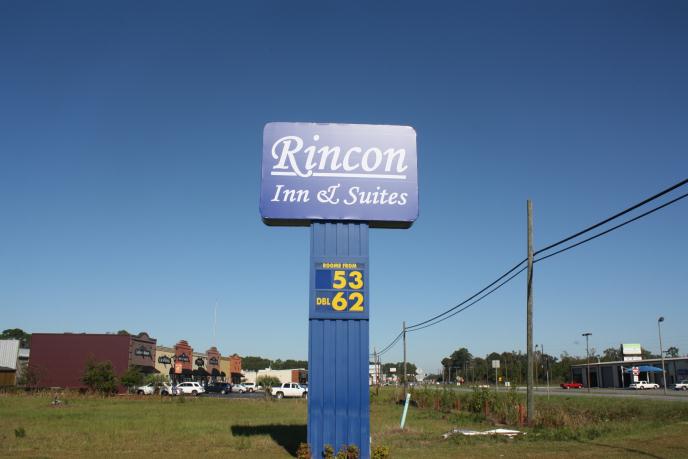 Rincon
Inn & Suites
ROOMS FROM
53
DBL 62